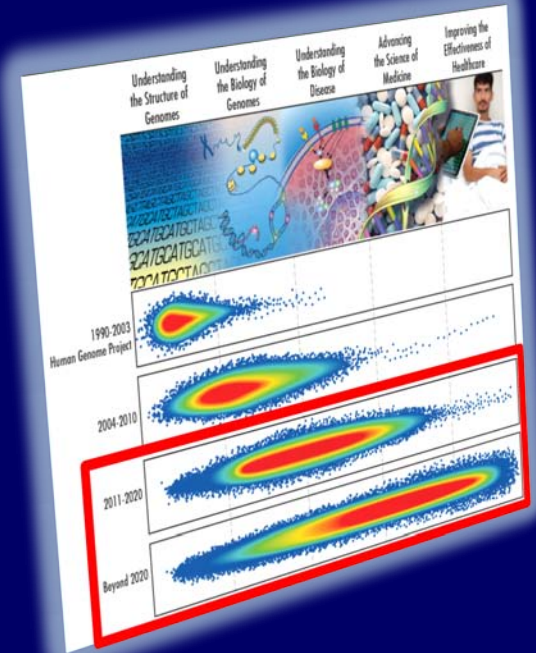 Understanding
the Structure of
Genomes
Understanding
the Biology of
Genomes
Understanding
the Biology of
Disease
Advancing
the Science of
Medicine
Improving the
Effectiveness of
Healthcare
1990-2003
Human Genome Project
2004-2010
2011-2020
Beyond 2020